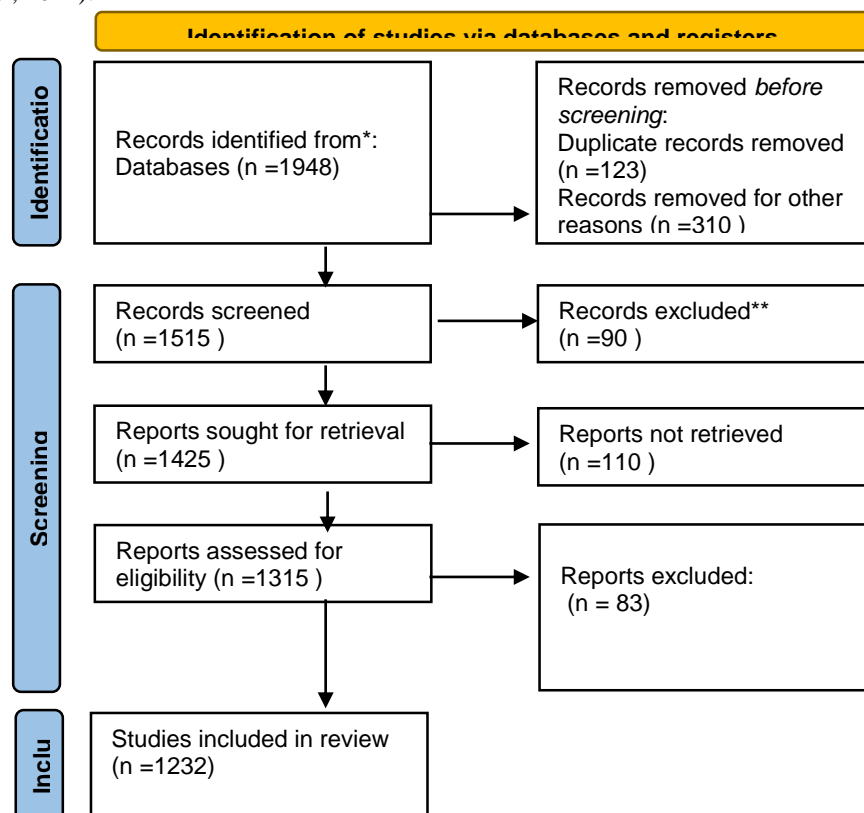 Identification of studies via databases and registers
Identificatio
Records identified from*:
Databases (n =1948)
Records removed before
screening:
Duplicate records removed
(n =123)
Records removed for other
reasons (n =310 )
Screening
Records screened
(n =1515 )
Records excluded**
(n =90 )
Reports sought for retrieval
(n =1425 )
Reports not retrieved
(n =110 )
Reports assessed for
eligibility (n =1315 )
Reports excluded:
(n = 83)
Inclu
Studies included in review
(n =1232)